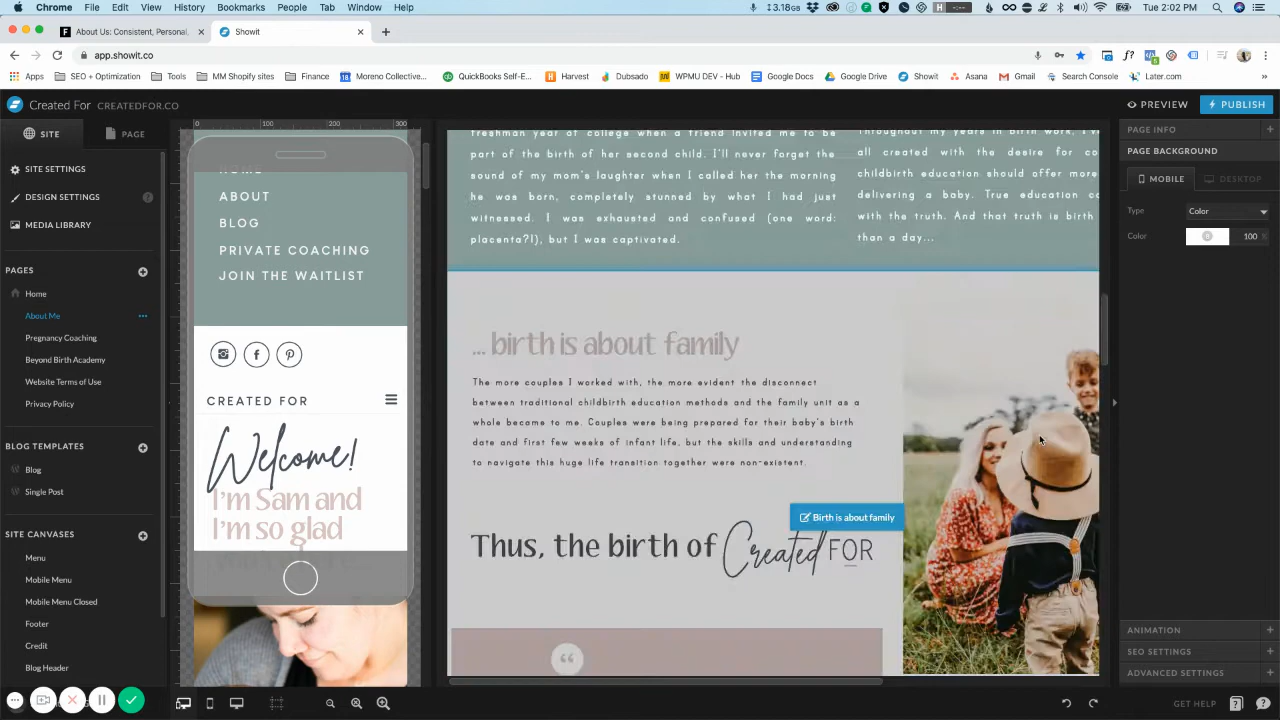 Chrome File Edit View History Bookmarks People Tab Window Help
3.18GB
Tue 2:02 PM
About Us: Consistent, Personal,
Showit
app.showit.co
Apps SEO + Optimization Tools MM Shopify sites Finance Moreno Collective... QuickBooks Self-E... Harvest Dubsado WPMU DEV - Hub Google Docs Google Drive Showit Asana Gmail Search Console Later.com
Created For CREATEDFOR.CO
PREVIEW
PUBLISH
SITE
PAGE
SITE SETTINGS
DESIGN SETTINGS
MEDIA LIBRARY
PAGES
Home
About Me
Pregnancy Coaching
Beyond Birth Academy
Website Terms of Use
Privacy Policy
BLOG TEMPLATES
Blog
Single Post
SITE CANVASES
Menu
Mobile Menu
Mobile Menu Closed
Footer
Credit
Blog Header
0 100 200 300
HOME
ABOUT
BLOG
PRIVATE COACHING
JOIN THE WAITLIST
CREATED FOR
Welcome!
I'm Sam and
I'm so glad
freshman year of college when a friend invited me to be
part of the birth of her second child. I'll never forget the
sound of my mom's laughter when I called her the morning
he was born, completely stunned by what I had just
witnessed. I was exhausted and confused (one word:
placenta?!), but I was captivated.
Throughout my years in birth work, I'v
all created with the desire for co
childbirth education should offer more
delivering a baby. True education c
with the truth. And that truth is birth
than a day...
... birth is about family
The more couples I worked with, the more evident the disconnect
between traditional childbirth education methods and the family unit as a
whole became to me. Couples were being prepared for their baby's birth
date and first few weeks of infant life, but the skills and understanding
to navigate this huge life transition together were non-existent.
Birth is about family
Thus, the birth of Created FOR
PAGE INFO
PAGE BACKGROUND
MOBILE
DESKTOP
Type Color
Color 100 %
ANIMATION
SEO SETTINGS
ADVANCED SETTINGS
GET HELP